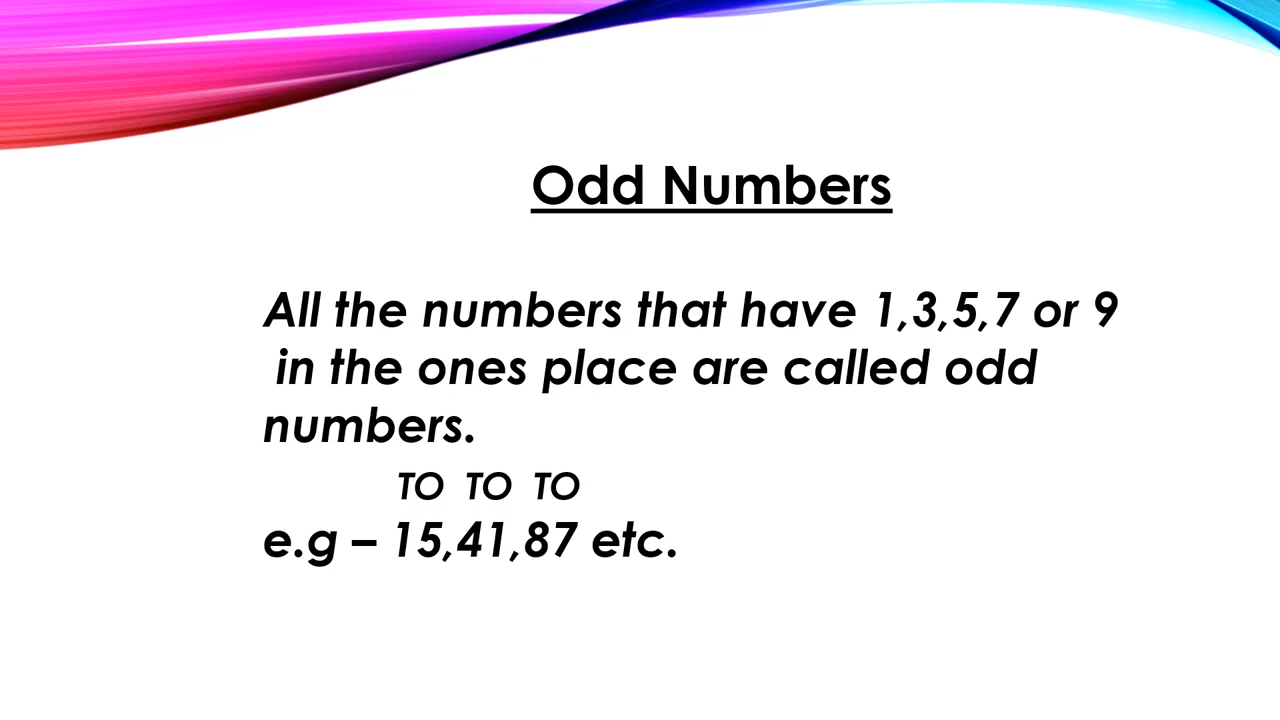 Odd Numbers
All the numbers that have 1,3,5,7 or 9
in the ones place are called odd
numbers.
TO TO TO
e.g – 15,41,87 etc.